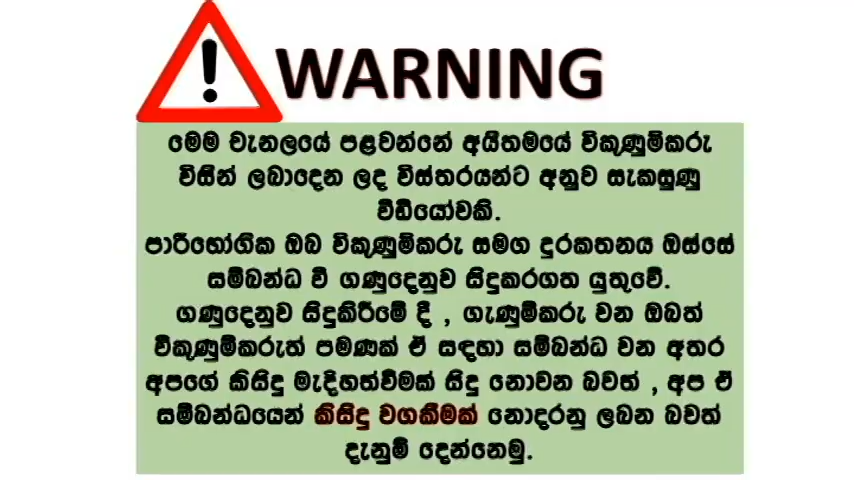 WARNING
මෙම චැනලයේ පළවන්නේ අයිතමයේ විකුණුම්කරු
විසින් ලබාදෙන ලද විස්තරයන්ට අනුව සැකසුණු
වීඩියෝවකි.
පාරිභෝගික ඔබ විකුණුම්කරු සමග දුරකතනය ඔස්සේ
සම්බන්ධ වී ගණුදෙනුව සිදුකරගත යුතුවේ.
ගණුදෙනුව සිදුකිරීමේ දී , ගැණුම්කරු වන ඔබත්
විකුණුම්කරුත් පමණක් ඒ සඳහා සම්බන්ධ වන අතර
අපගේ කිසිදු මැදිහත්වීමක් සිදු නොවන බවත් , අප ඒ
සම්බන්ධයෙන් කිසිදු වගකීමක් නොදරනු ලබන බවත්
දැනුම් දෙන්නෙමු.